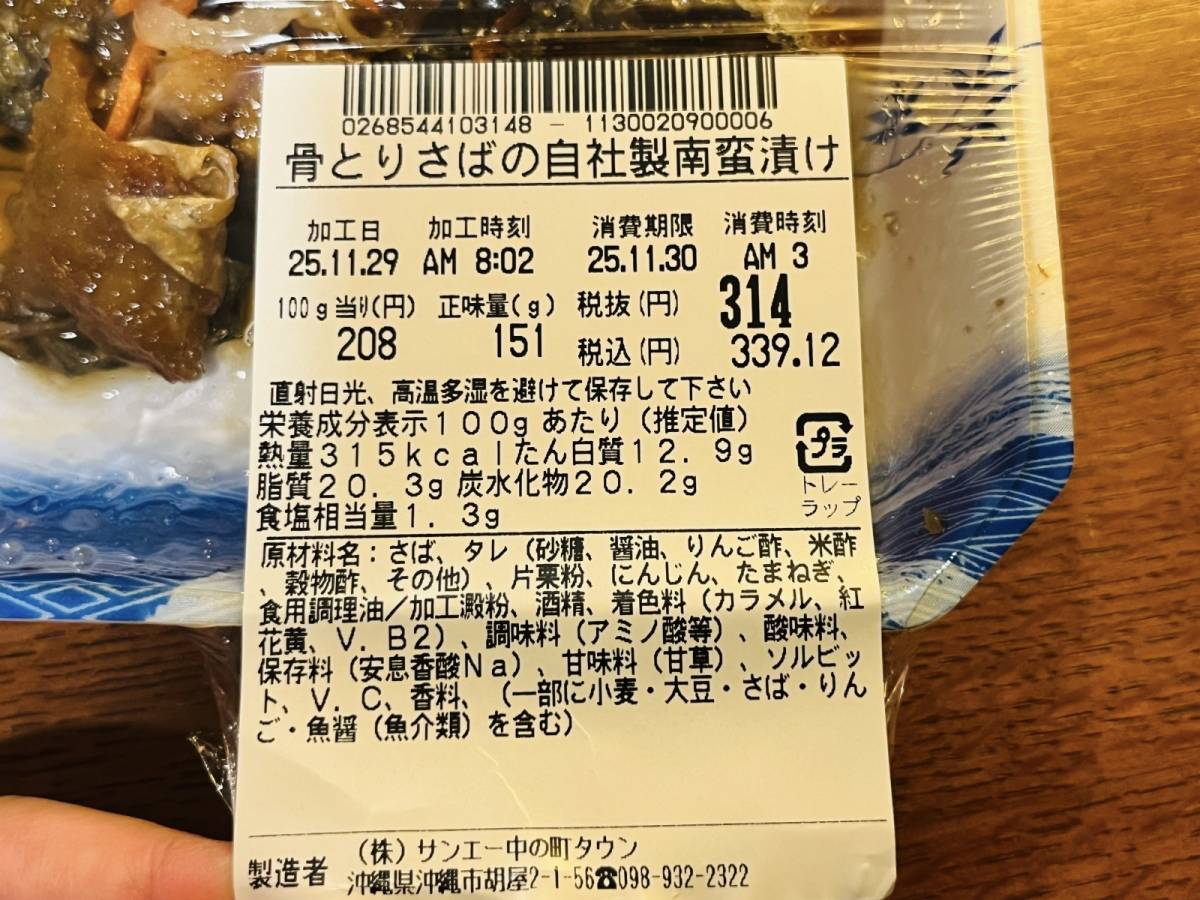 0268544103148 - 1130020900006
骨とりさばの自社製南蛮漬け
加工日 加工時刻 消費期限 消費時刻
25.11.29 AM 8:02 25.11.30 AM 3
100g当り(円) 正味量(g) 税抜(円) 314
208 151 税込(円) 339.12
直射日光、高温多湿を避けて保存して下さい
栄養成分表示100gあたり(推定値)
熱量315kcalたん白質12.9g
脂質20.3g炭水化物20.2g
食塩相当量1.3g
プラ
トレー
ラップ
原材料名:さば、タレ(砂糖、醤油、りんご酢、米酢
、穀物酢、その他)、片栗粉、にんじん、たまねぎ、
食用調理油/加工澱粉、酒精、着色料(カラメル、紅
花黄、V.B2)、調味料(アミノ酸等)、酸味料、
保存料(安息香酸Na)、甘味料(甘草)、ソルビッ
ト、V.C、香料、(一部に小麦・大豆・さば・りん
ご・魚醤(魚介類)を含む)
製造者 (株)サンエー中の町タウン
沖縄県沖縄市胡屋2-1-56☎098-932-2322